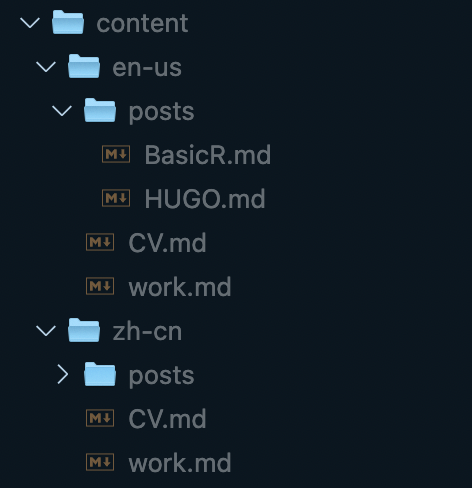 content
en-us
posts
M↓ BasicR.md
M↓ HUGO.md
M↓ CV.md
M↓ work.md
zh-cn
posts
M↓ CV.md
M↓ work.md